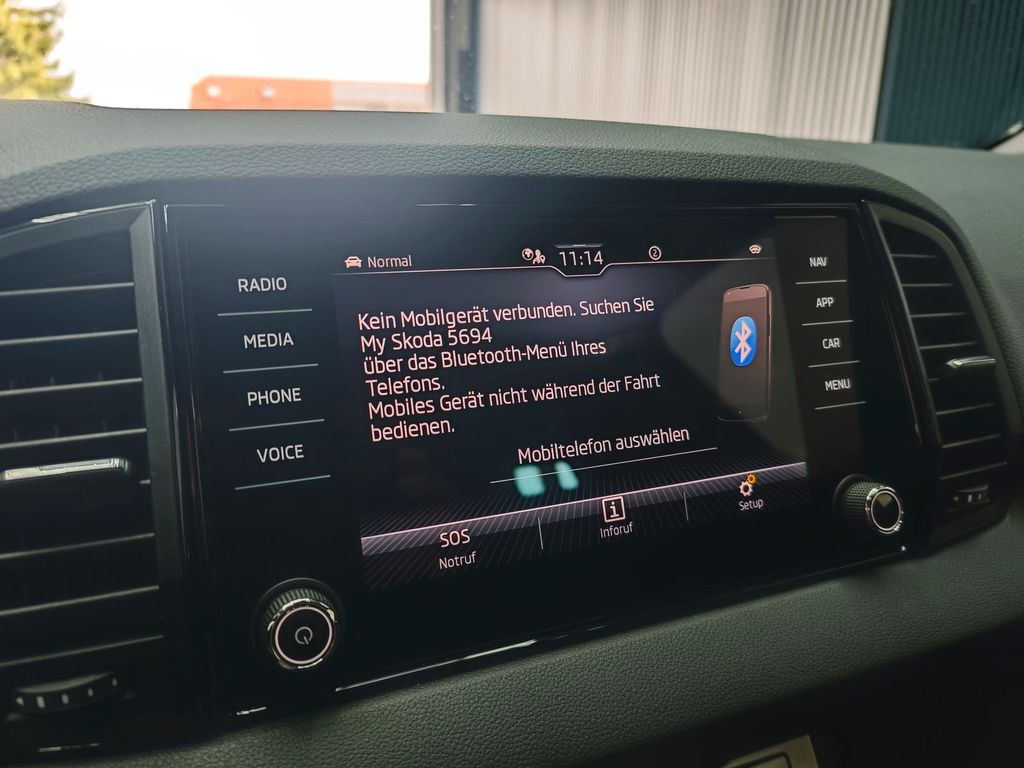 Normal
11:14
2
RADIO
MEDIA
PHONE
VOICE
Kein Mobilgerät verbunden. Suchen Sie
My Skoda 5694
über das Bluetooth-Menü Ihres
Telefons.
Mobiles Gerät nicht während der Fahrt
bedienen.
Mobiltelefon auswählen
SOS
Notruf
i
Inforuf
Setup
NAV
APP
CAR
MENU